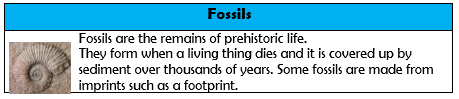 Fossils
Fossils are the remains of prehistoric life.
They form when a living thing dies and it is covered up by
sediment over thousands of years. Some fossils are made from
imprints such as a footprint.